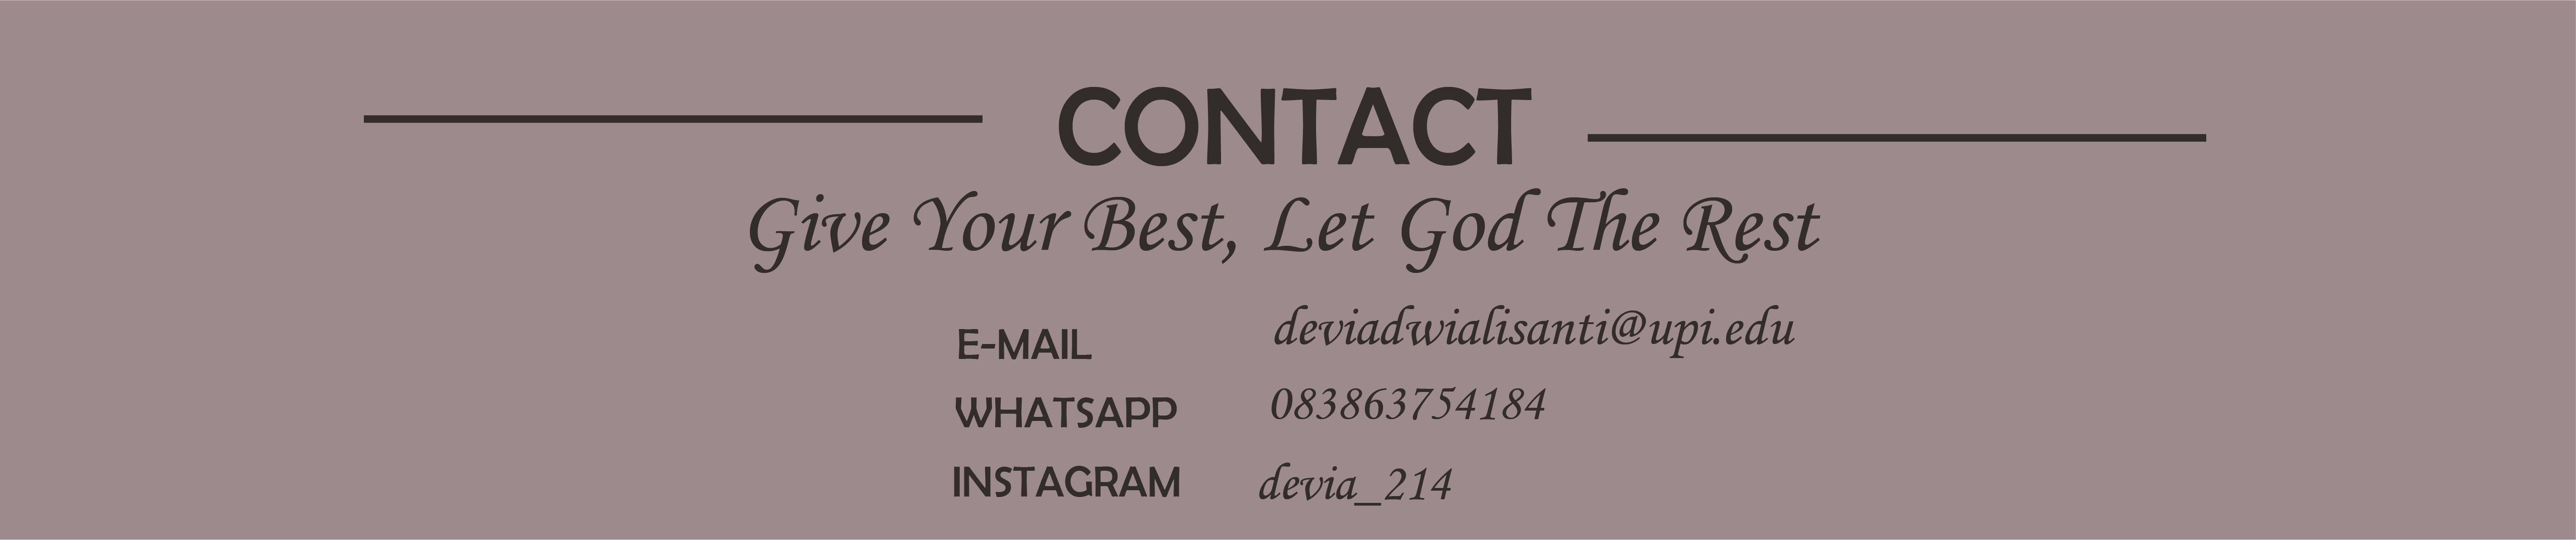 CONTACT
Give Your Best, Let God The Rest
E-MAIL deviadwialisanti@upi.edu
WHATSAPP 083863754184
INSTAGRAM devia_214